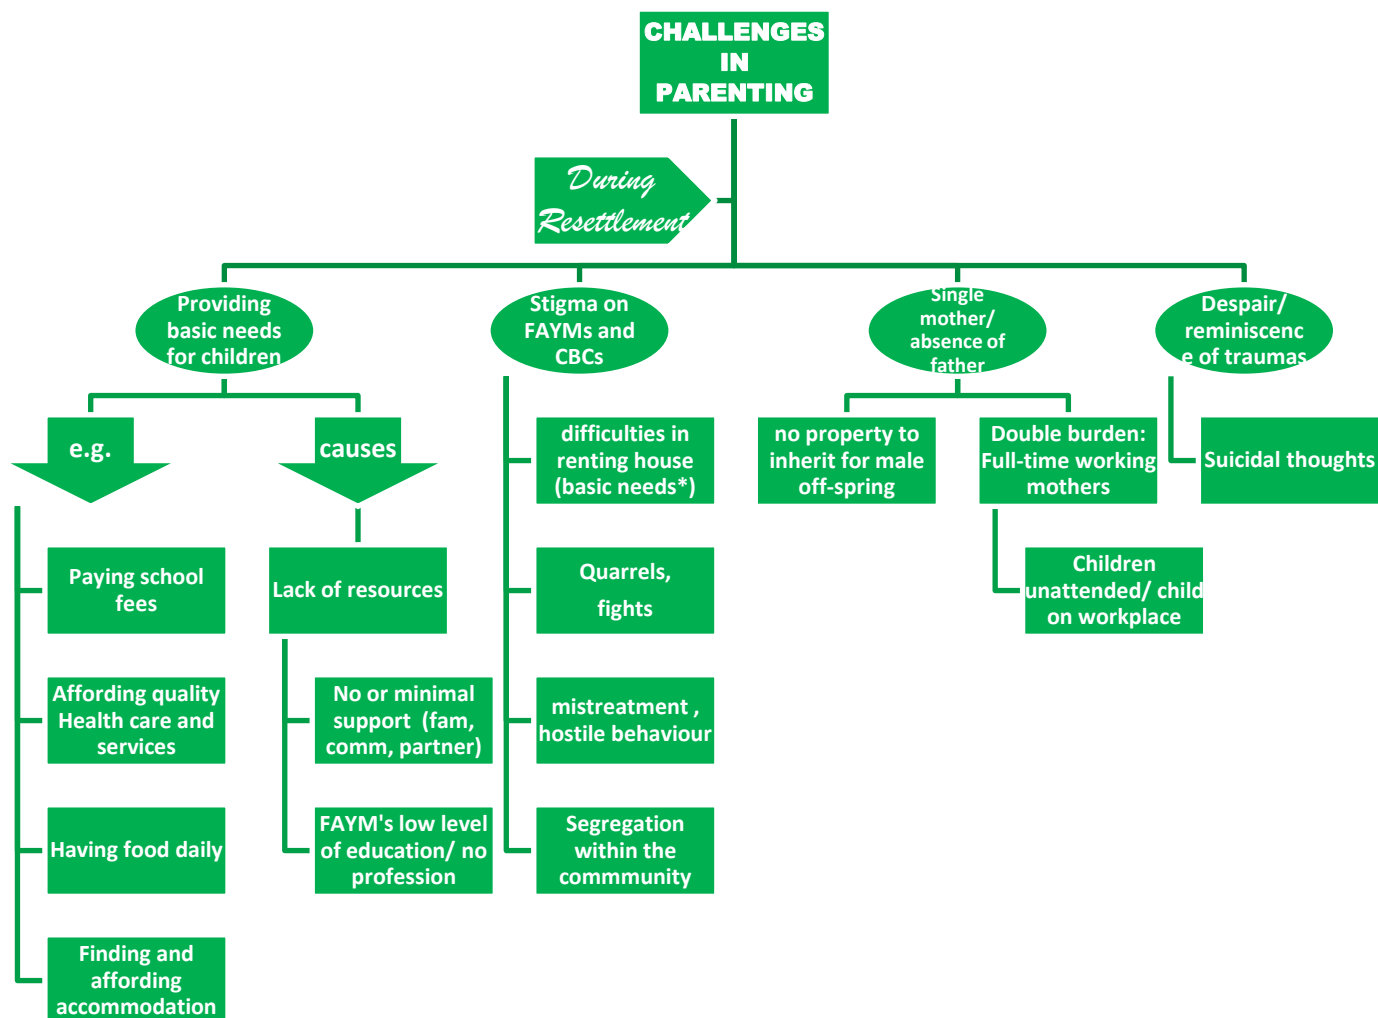 CHALLENGES
IN
PARENTING
During
Resettlement
Providing
basic needs
for children
Stigma on
FAYMs and
CBCs
Single
mother/
absence of
father
Despair/
reminiscenc
e of traumas
e.g.
causes
difficulties in
renting house
(basic needs*)
no property to
inherit for male
off-spring
Double burden:
Full-time working
mothers
Suicidal thoughts
Paying school
fees
Lack of resources
Quarrels,
fights
Children
unattended/ child
on workplace
Affording quality
Health care and
services
No or minimal
support (fam,
comm, partner)
mistreatment ,
hostile behaviour
Having food daily
FAYM's low level
of education/ no
profession
Segregation
within the
commmunity
Finding and
affording
accommodation